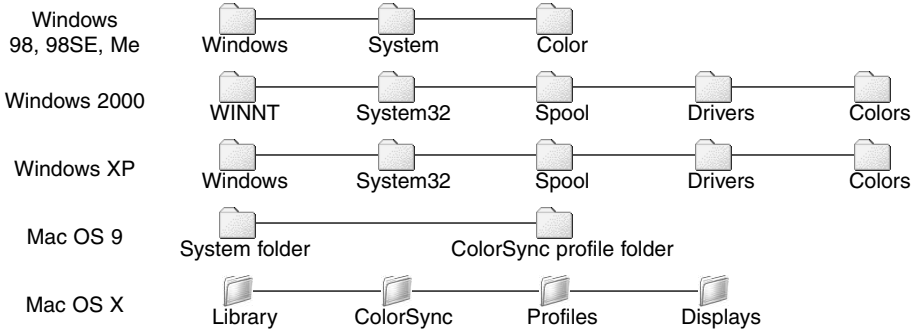 Windows
98, 98SE, Me
Windows System Color
Windows 2000
WINNT System32 Spool Drivers Colors
Windows XP
Windows System32 Spool Drivers Colors
Mac OS 9
System folder ColorSync profile folder
Mac OS X
Library ColorSync Profiles Displays